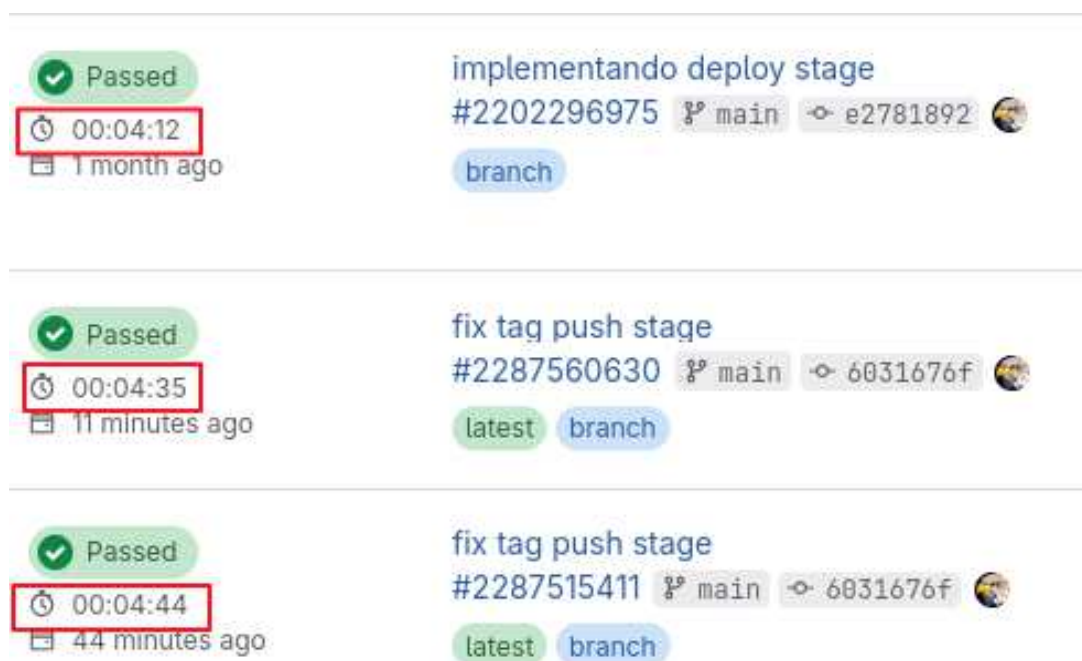 Passed
implementando deploy stage
00:04:12
#2202296975 main e2781892
1 month ago
branch
Passed
fix tag push stage
00:04:35
#2287560630 main 6031676f
11 minutes ago
latest branch
Passed
fix tag push stage
00:04:44
#2287515411 main 6031676f
44 minutes ago
latest branch